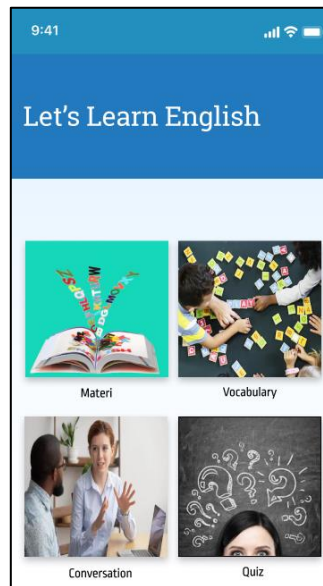 9:41
Let's Learn English
Materi
Vocabulary
Conversation
Quiz